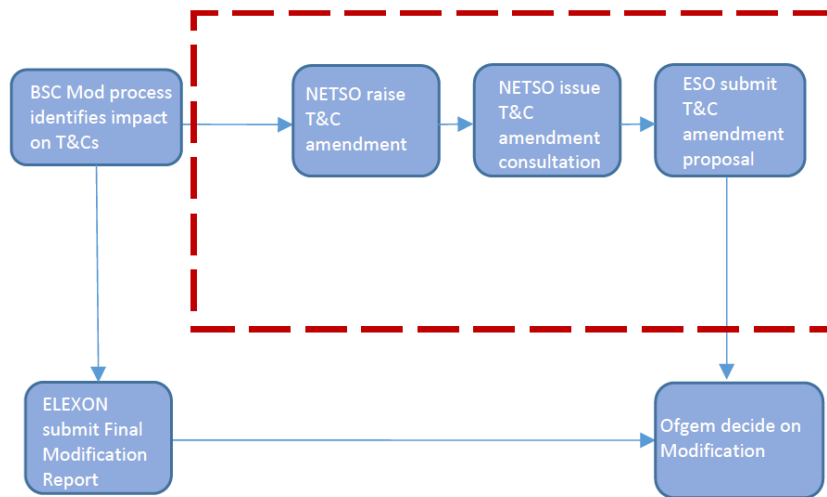 BSC Mod process
identifies impact
on T&Cs
NETSO raise
T&C
amendment
NETSO issue
T&C
amendment
consultation
ESO submit
T&C
amendment
proposal
ELEXON
submit Final
Modification
Report
Ofgem decide on
Modification